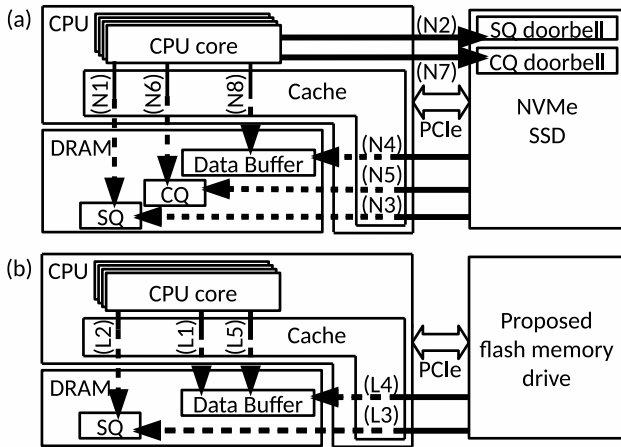 (a)
CPU
CPU core
(N2)
SQ doorbell
CQ doorbell
(N1)
(N6)
(N8)
Cache
(N7)
PCIe
NVMe
SSD
DRAM
Data Buffer
(N4)
CQ
(N5)
SQ
(N3)
(b)
CPU
CPU core
(L2)
(L1)
(L5)
Cache
PCIe
Proposed
flash memory
drive
DRAM
Data Buffer
(L4)
SQ
(L3)